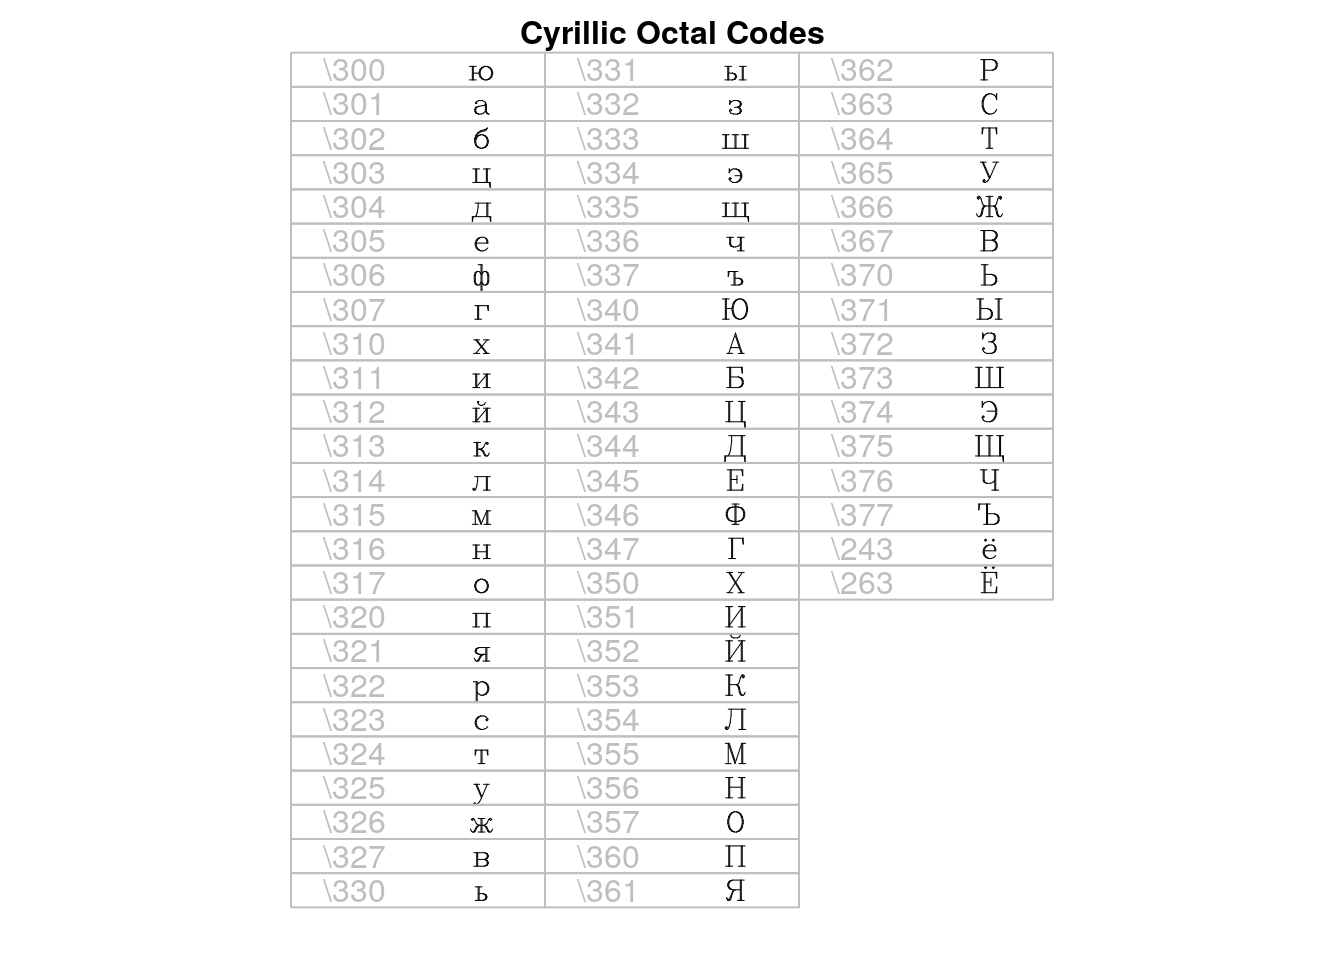 Cyrillic Octal Codes
\300 ю \331 ы \362 Р
\301 а \332 з \363 С
\302 б \333 ш \364 Т
\303 ц \334 э \365 У
\304 д \335 щ \366 Ж
\305 е \336 ч \367 В
\306 ф \337 ъ \370 Ь
\307 г \340 Ю \371 Ы
\310 х \341 А \372 З
\311 и \342 Б \373 Ш
\312 й \343 Ц \374 Э
\313 к \344 Д \375 Щ
\314 л \345 Е \376 Ч
\315 м \346 Ф \377 Ъ
\316 н \347 Г \243 ё
\317 о \350 Х \263 Ё
\320 п \351 И
\321 я \352 Й
\322 р \353 К
\323 с \354 Л
\324 т \355 М
\325 у \356 Н
\326 ж \357 О
\327 в \360 П
\330 ь \361 Я